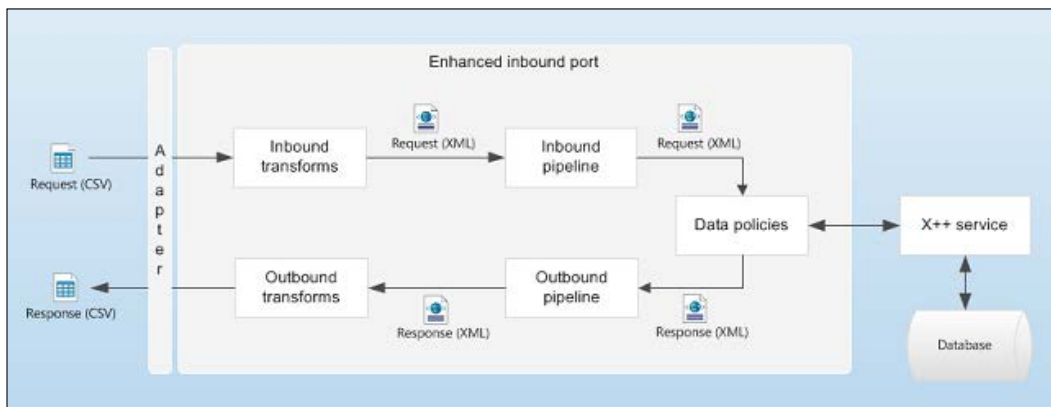 Enhanced inbound port
Adapter
Request (CSV)
Inbound
transforms
Request (XML)
Inbound
pipeline
Request (XML)
Data policies
X++ service
Database
Outbound
pipeline
Response (XML)
Outbound
transforms
Response (XML)
Response (CSV)